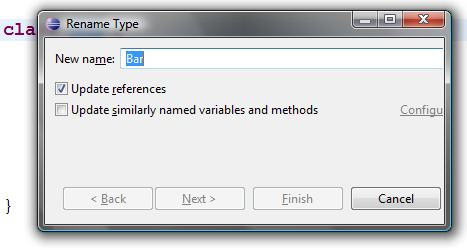 Rename Type
cla
New name: Bar
Update references
Update similarly named variables and methods Configu
< Back Next > Finish Cancel
}